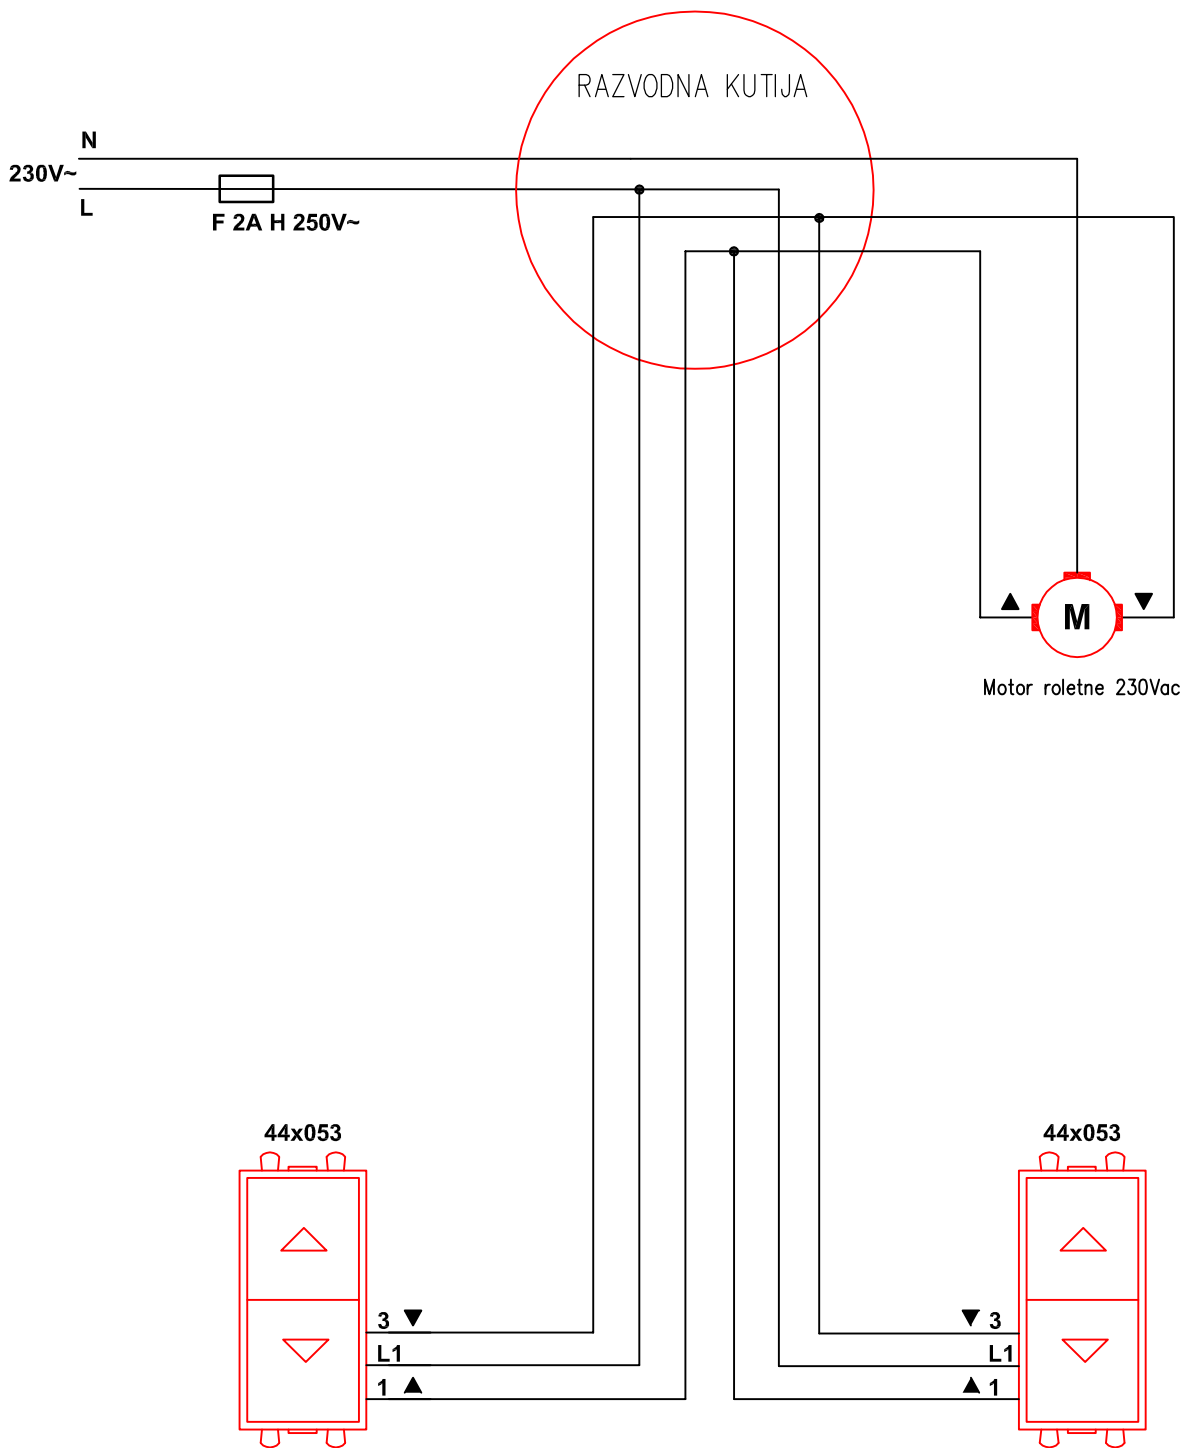 RAZVODNA KUTIJA
N
230V~
L
F 2A H 250V~
M
Motor roletne 230Vac
44x053
44x053
3
L1
1
3
L1
1